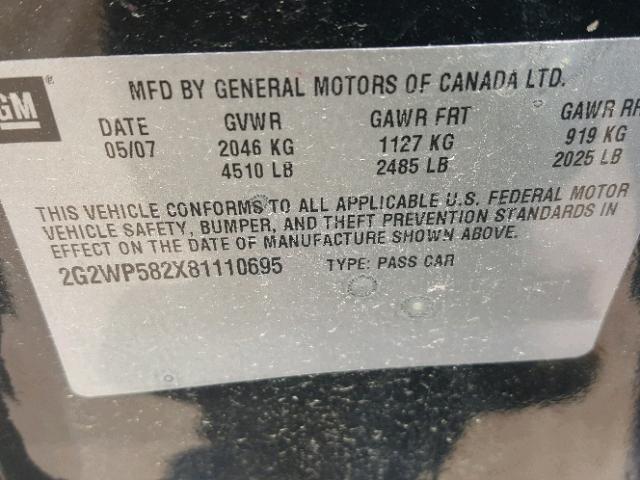 GM ®
MFD BY GENERAL MOTORS OF CANADA LTD.
DATE GVWR GAWR FRT GAWR RR
05/07 2046 KG 1127 KG 919 KG
4510 LB 2485 LB 2025 LB
THIS VEHICLE CONFORMS TO ALL APPLICABLE U.S. FEDERAL MOTOR
VEHICLE SAFETY, BUMPER, AND THEFT PREVENTION STANDARDS IN
EFFECT ON THE DATE OF MANUFACTURE SHOWN ABOVE.
2G2WP582X81110695 TYPE: PASS CAR